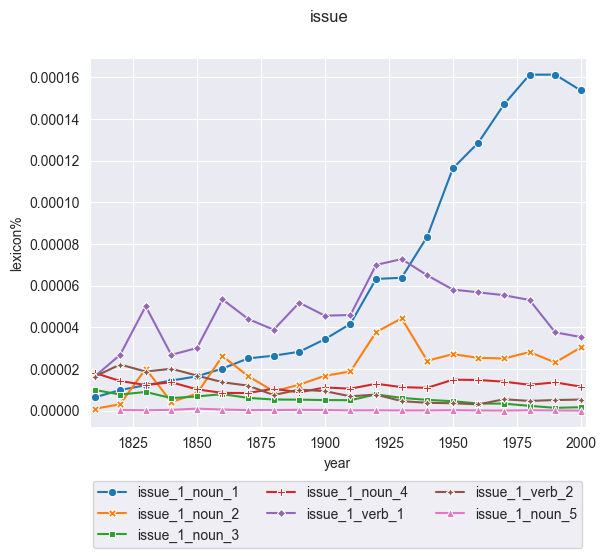 issue
0.00016
0.00014
0.00012
0.00010
0.00008
0.00006
0.00004
0.00002
0.00000
lexicon%
1825 1850 1875 1900 1925 1950 1975 2000
year
issue_1_noun_1 issue_1_noun_4 issue_1_verb_2
issue_1_noun_2 issue_1_verb_1 issue_1_noun_5
issue_1_noun_3